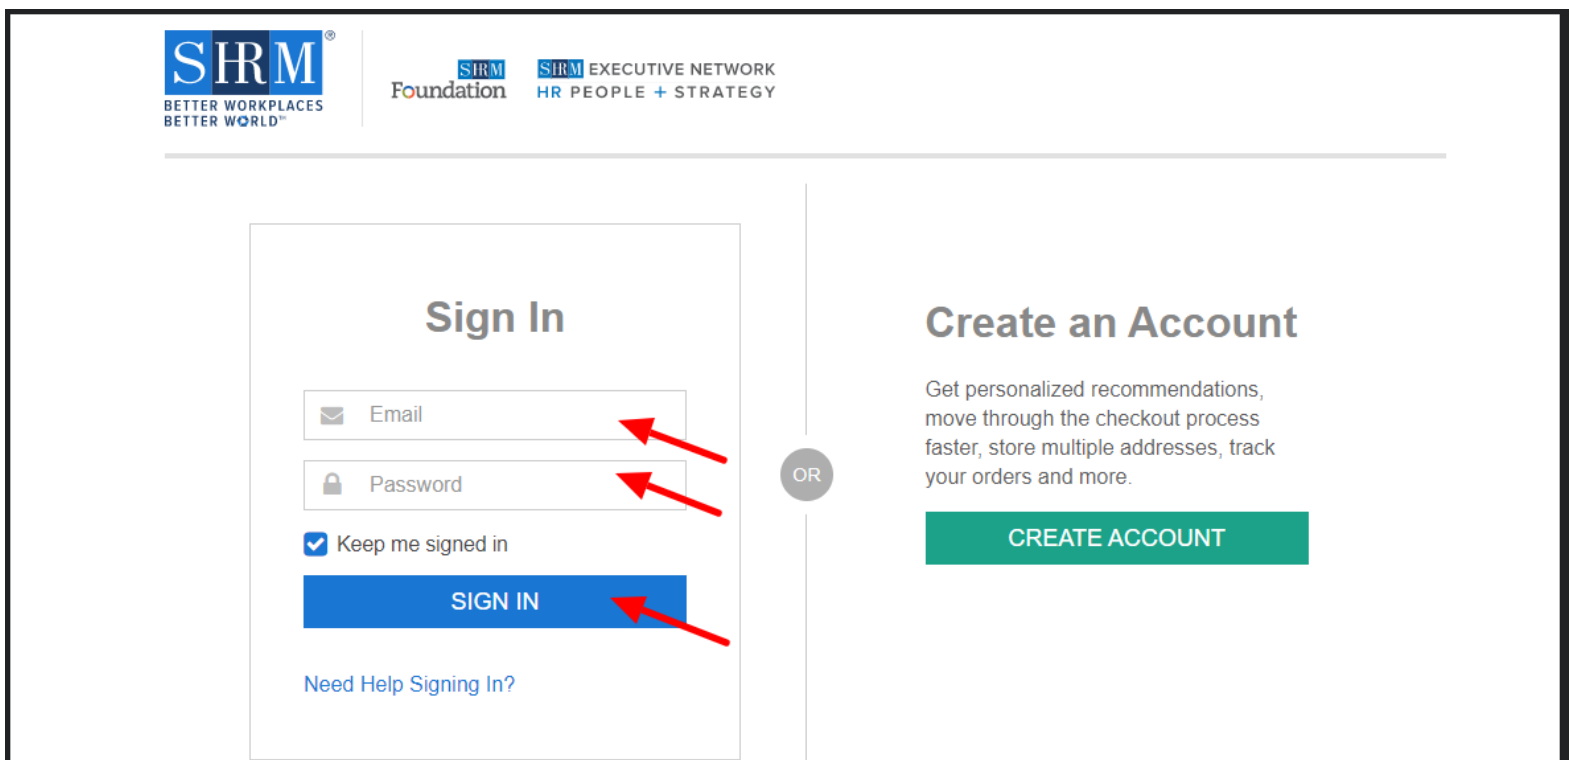 SHRM®
BETTER WORKPLACES
BETTER WORLD™
SHRM
Foundation
SHRM EXECUTIVE NETWORK
HR PEOPLE + STRATEGY
Sign In
Email
Password
Keep me signed in
SIGN IN
Need Help Signing In?
OR
Create an Account
Get personalized recommendations,
move through the checkout process
faster, store multiple addresses, track
your orders and more.
CREATE ACCOUNT